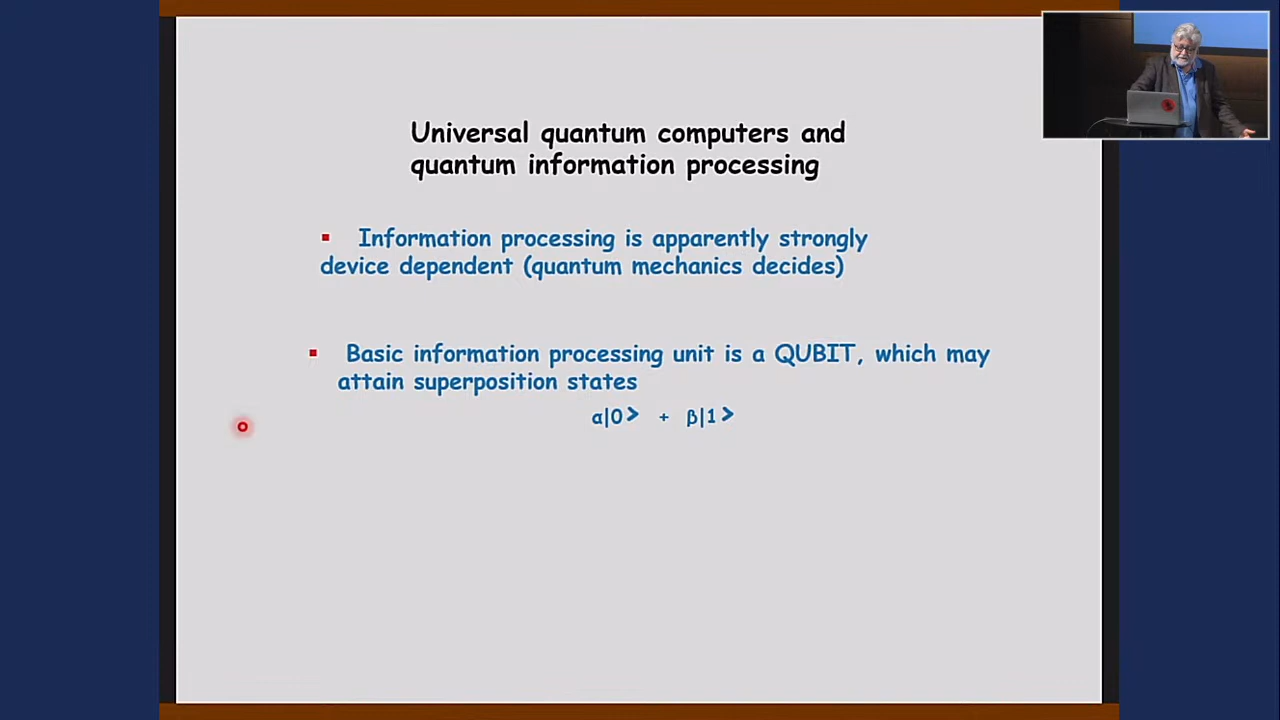 Universal quantum computers and
quantum information processing
▪ Information processing is apparently strongly
device dependent (quantum mechanics decides)
▪ Basic information processing unit is a QUBIT, which may
attain superposition states
α|0> + β|1>